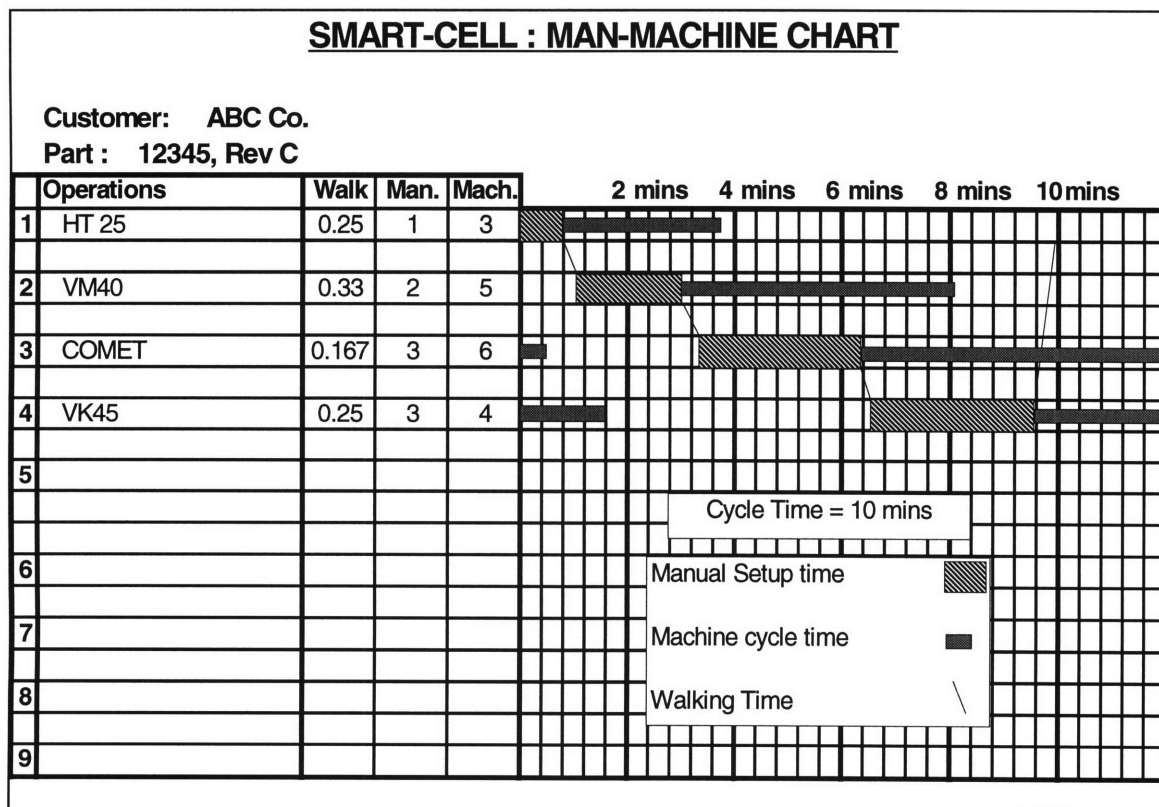 SMART-CELL : MAN-MACHINE CHART
Customer: ABC Co.
Part : 12345, Rev C
Operations Walk Man. Mach. 2 mins 4 mins 6 mins 8 mins 10mins
1 HT 25 0.25 1 3
2 VM40 0.33 2 5
3 COMET 0.167 3 6
4 VK45 0.25 3 4
5
Cycle Time = 10 mins
6
Manual Setup time
7
Machine cycle time
8
Walking Time
9